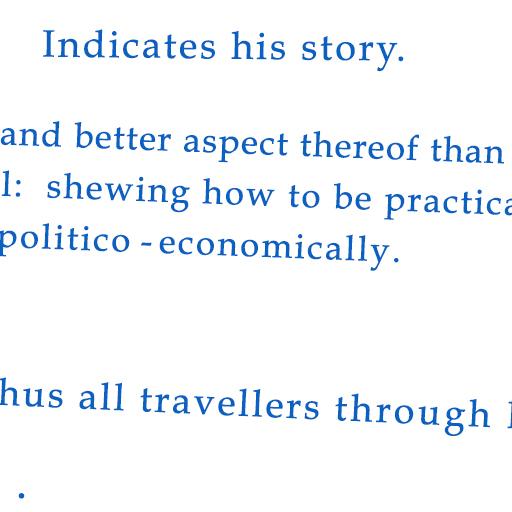 Indicates his story.
and better aspect thereof than
l: shewing how to be practica
politico - economically.
hus all travellers through
.